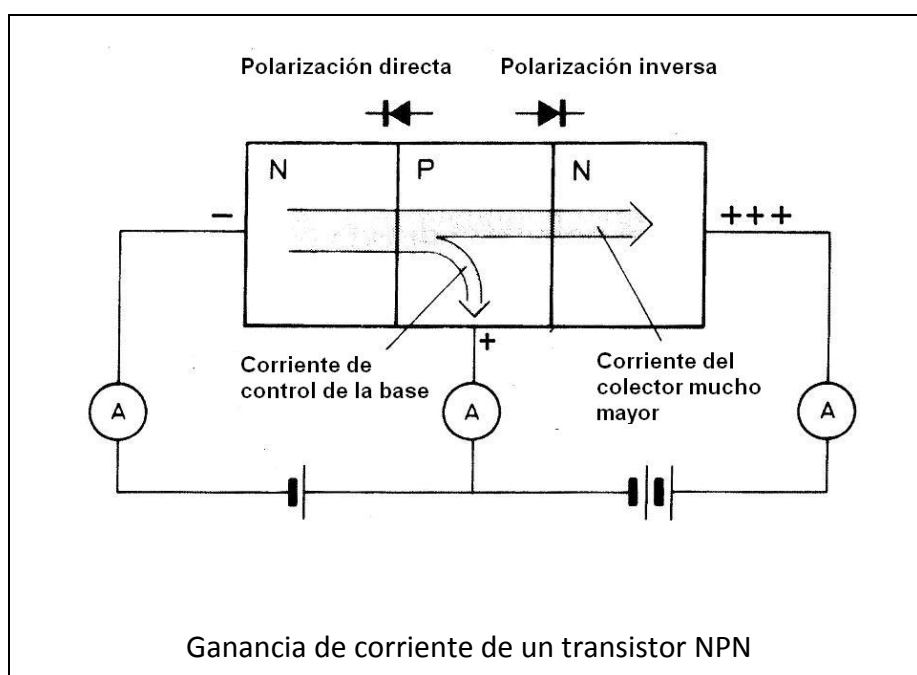 Polarización directa
Polarización inversa
N
P
N
-
+++
+
Corriente de
control de la base
Corriente del
colector mucho
mayor
A
A
A
Ganancia de corriente de un transistor NPN